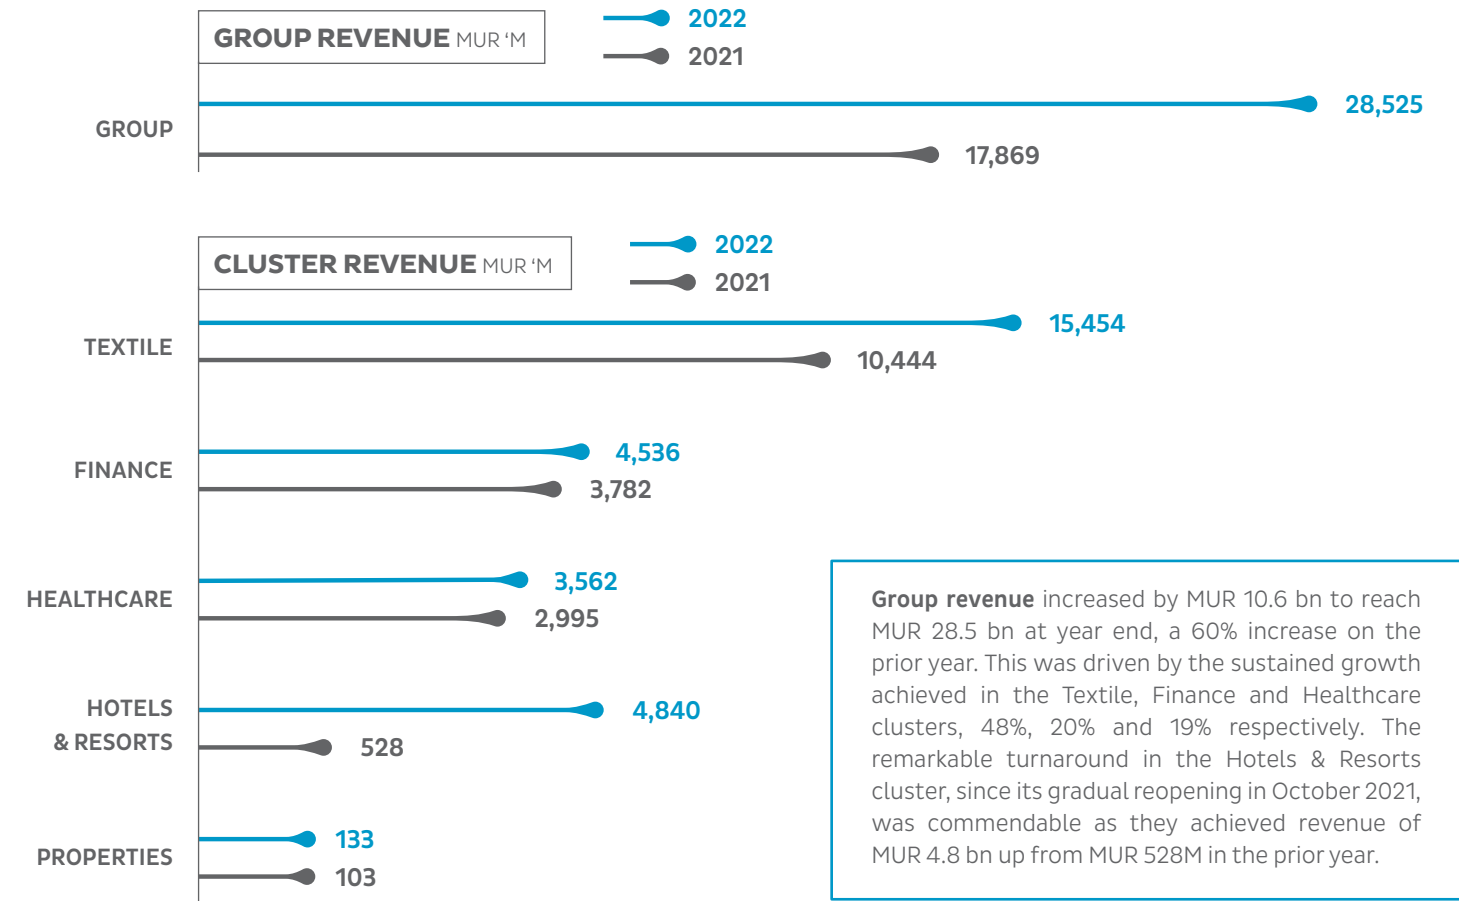 GROUP REVENUE MUR ‘M
2022
2021
GROUP
28,525
17,869
CLUSTER REVENUE MUR ‘M
2022
2021
TEXTILE
15,454
10,444
FINANCE
4,536
3,782
HEALTHCARE
3,562
2,995
HOTELS
& RESORTS
4,840
528
PROPERTIES
133
103
Group revenue increased by MUR 10.6 bn to reach
MUR 28.5 bn at year end, a 60% increase on the
prior year. This was driven by the sustained growth
achieved in the Textile, Finance and Healthcare
clusters, 48%, 20% and 19% respectively. The
remarkable turnaround in the Hotels & Resorts
cluster, since its gradual reopening in October 2021,
was commendable as they achieved revenue of
MUR 4.8 bn up from MUR 528M in the prior year.